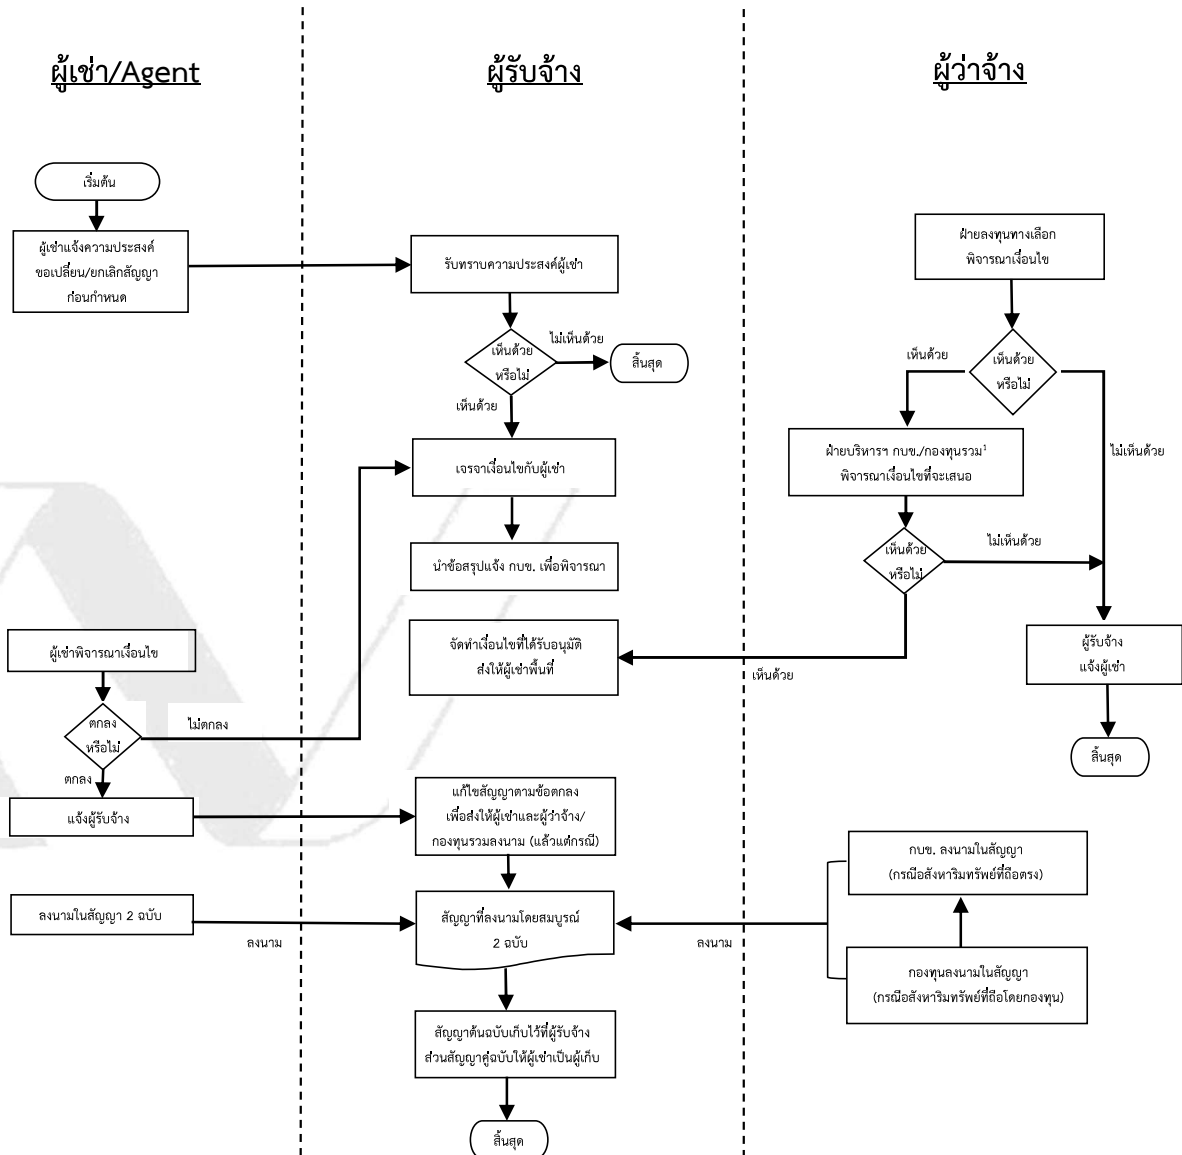 ผู้เช่า/Agent
ผู้รับจ้าง
ผู้ว่าจ้าง
เริ่มต้น
ผู้เช่าแจ้งความประสงค์
ขอเปลี่ยน/ยกเลิกสัญญา
ก่อนกำหนด
รับทราบความประสงค์ผู้เช่า
ฝ่ายลงทุนทางเลือก
พิจารณาเงื่อนไข
เห็นด้วย
หรือไม่
ไม่เห็นด้วย
สิ้นสุด
เห็นด้วย
เห็นด้วย
หรือไม่
เห็นด้วย
ไม่เห็นด้วย
เจรจาเงื่อนไขกับผู้เช่า
ฝ่ายบริหารฯ กบข./กองทุนรวม¹
พิจารณาเงื่อนไขที่จะเสนอ
นำข้อสรุปแจ้ง กบข. เพื่อพิจารณา
เห็นด้วย
หรือไม่
ไม่เห็นด้วย
เห็นด้วย
จัดทำเงื่อนไขที่ได้รับอนุมัติ
ส่งให้ผู้เช่าพื้นที่
ผู้รับจ้าง
แจ้งผู้เช่า
สิ้นสุด
ผู้เช่าพิจารณาเงื่อนไข
ตกลง
หรือไม่
ไม่ตกลง
ตกลง
แจ้งผู้รับจ้าง
แก้ไขสัญญาตามข้อตกลง
เพื่อส่งให้ผู้เช่าและผู้ว่าจ้าง/
กองทุนรวมลงนาม (แล้วแต่กรณี)
กบข. ลงนามในสัญญา
(กรณีอสังหาริมทรัพย์ที่ถือตรง)
ลงนามในสัญญา 2 ฉบับ
ลงนาม
สัญญาที่ลงนามโดยสมบูรณ์
2 ฉบับ
ลงนาม
กองทุนลงนามในสัญญา
(กรณีอสังหาริมทรัพย์ที่ถือโดยกองทุน)
สัญญาต้นฉบับเก็บไว้ที่ผู้รับจ้าง
ส่วนสัญญาคู่ฉบับให้ผู้เช่าเป็นผู้เก็บ
สิ้นสุด